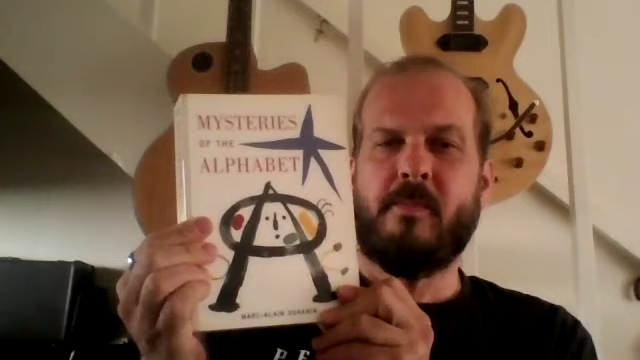 MYSTERIES
OF THE
ALPHABET
MARC-ALAIN OUAKNIN